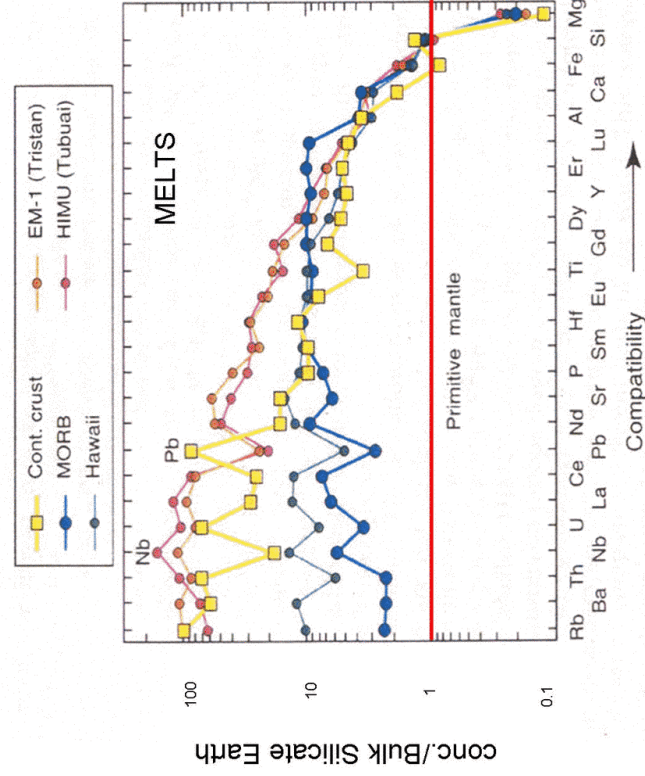 Cont. crust
MORB
Hawaii
EM-1 (Tristan)
HIMU (Tubuai)
MELTS
Nb
Pb
Primitive mantle
100
10
1
0.1
conc./Bulk Silicate Earth
Rb Ba Th Nb U La Ce Pb Nd Sr P Sm Hf Eu Ti Gd Dy Y Er Lu Al Ca Fe Si Mg
Compatibility